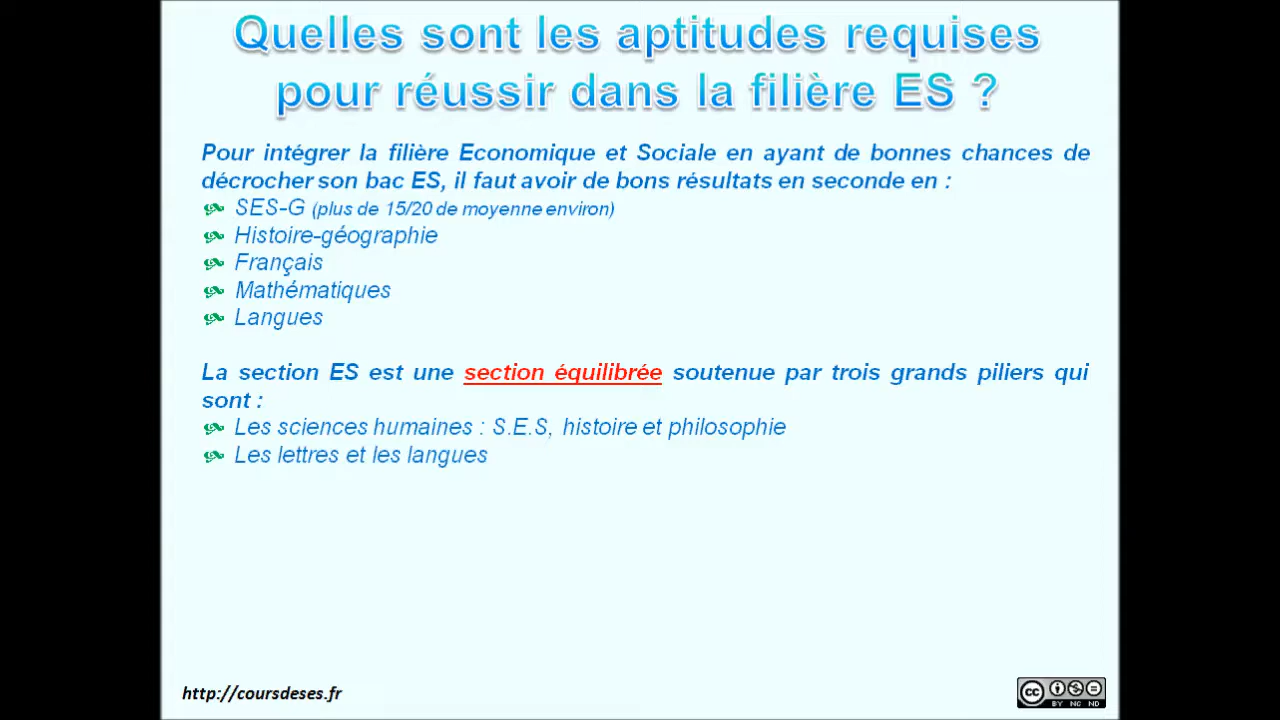 Quelles sont les aptitudes requises
pour réussir dans la filière ES ?
Pour intégrer la filière Economique et Sociale en ayant de bonnes chances de
décrocher son bac ES, il faut avoir de bons résultats en seconde en :
SES-G (plus de 15/20 de moyenne environ)
Histoire-géographie
Français
Mathématiques
Langues
La section ES est une section équilibrée soutenue par trois grands piliers qui
sont :
Les sciences humaines : S.E.S, histoire et philosophie
Les lettres et les langues
http://coursdeses.fr
cc
BY NC ND